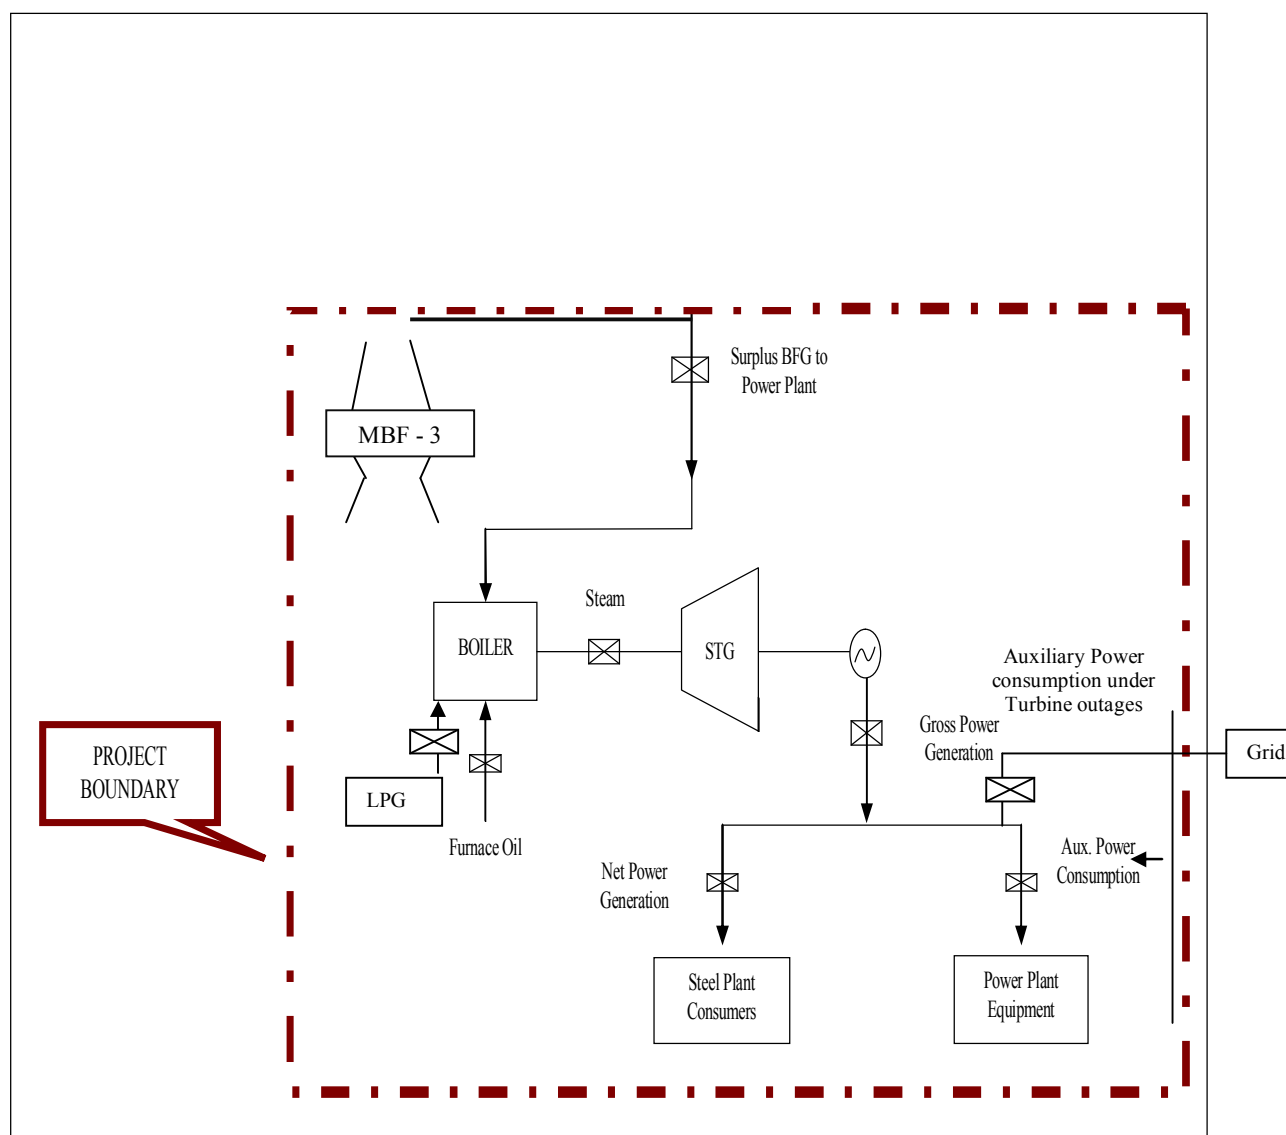 Surplus BFG to
Power Plant
MBF - 3
Steam
BOILER
STG
Auxiliary Power
consumption under
Turbine outages
Gross Power
Generation
Grid
PROJECT
BOUNDARY
LPG
Furnace Oil
Net Power
Generation
Aux. Power
Consumption
Steel Plant
Consumers
Power Plant
Equipment